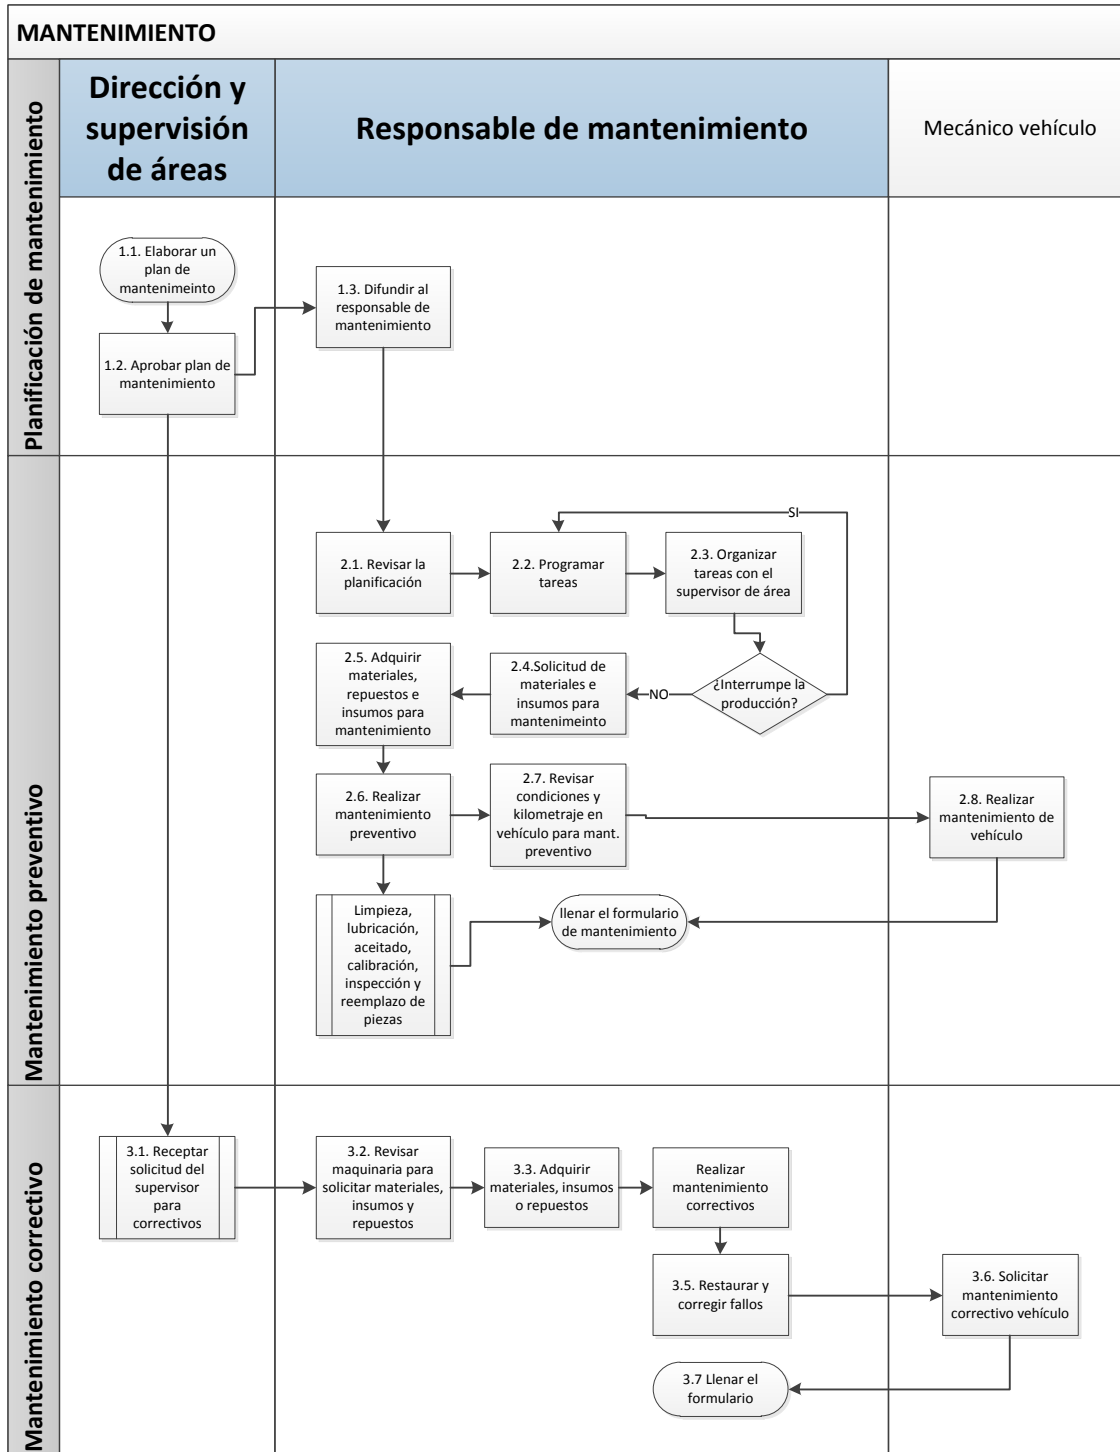 MANTENIMIENTO
Dirección y
supervisión
de áreas
Responsable de mantenimiento
Mecánico vehículo
Planificación de mantenimiento
1.1. Elaborar un
plan de
mantenimeinto
1.2. Aprobar plan de
mantenimiento
1.3. Difundir al
responsable de
mantenimiento
Mantenimiento preventivo
SI
2.1. Revisar la
planificación
2.2. Programar
tareas
2.3. Organizar
tareas con el
supervisor de área
¿Interrumpe la
producción?
NO
2.4.Solicitud de
materiales e
insumos para
mantenimeinto
2.5. Adquirir
materiales,
repuestos e
insumos para
mantenimiento
2.6. Realizar
mantenimiento
preventivo
2.7. Revisar
condiciones y
kilometraje en
vehículo para mant.
preventivo
2.8. Realizar
mantenimiento de
vehículo
Limpieza,
lubricación,
aceitado,
calibración,
inspección y
reemplazo de
piezas
llenar el formulario
de mantenimiento
Mantenimiento correctivo
3.1. Receptar
solicitud del
supervisor
para
correctivos
3.2. Revisar
maquinaria para
solicitar materiales,
insumos y
repuestos
3.3. Adquirir
materiales, insumos
o repuestos
Realizar
mantenimiento
correctivos
3.5. Restaurar y
corregir fallos
3.6. Solicitar
mantenimiento
correctivo vehículo
3.7 Llenar el
formulario